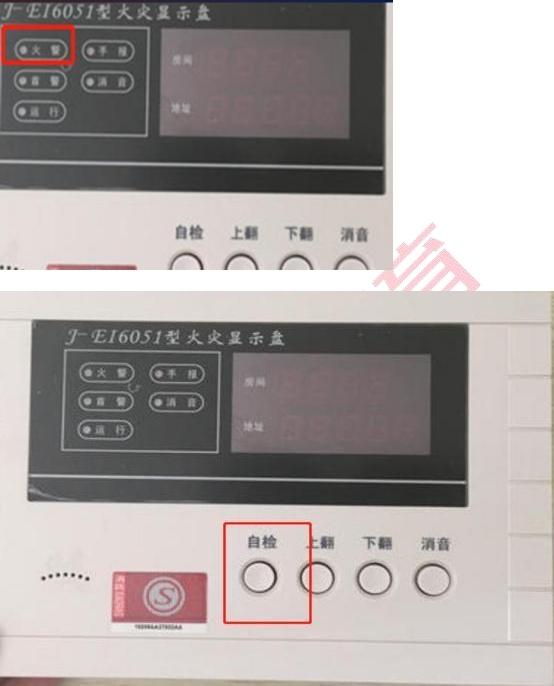 J-EI6051型火灾显示盘
火警 手报
首警 消音
运行
房间
地址
自检 上翻 下翻 消音
育
J-EI6051型火灾显示盘
火警 手报
首警 消音
运行
房间
地址
自检 上翻 下翻 消音
S